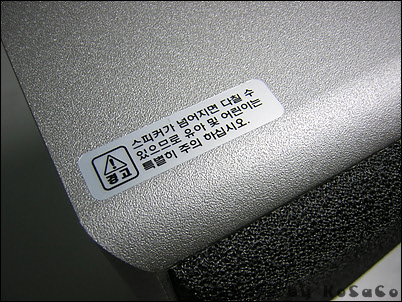 경고
스피커가 넘어지면 다칠 수
있으므로 유아 및 어린이는
특별히 주의 하십시오.
by KoSaCo